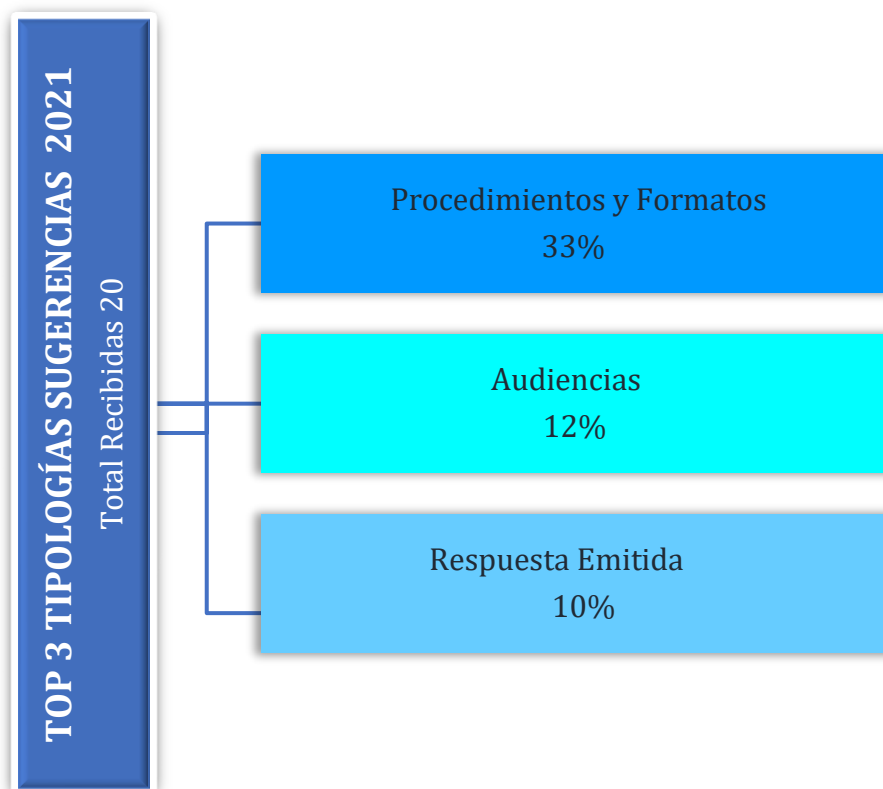 TOP 3 TIPOLOGÍAS SUGERENCIAS 2021
Total Recibidas 20
Procedimientos y Formatos
33%
Audiencias
12%
Respuesta Emitida
10%